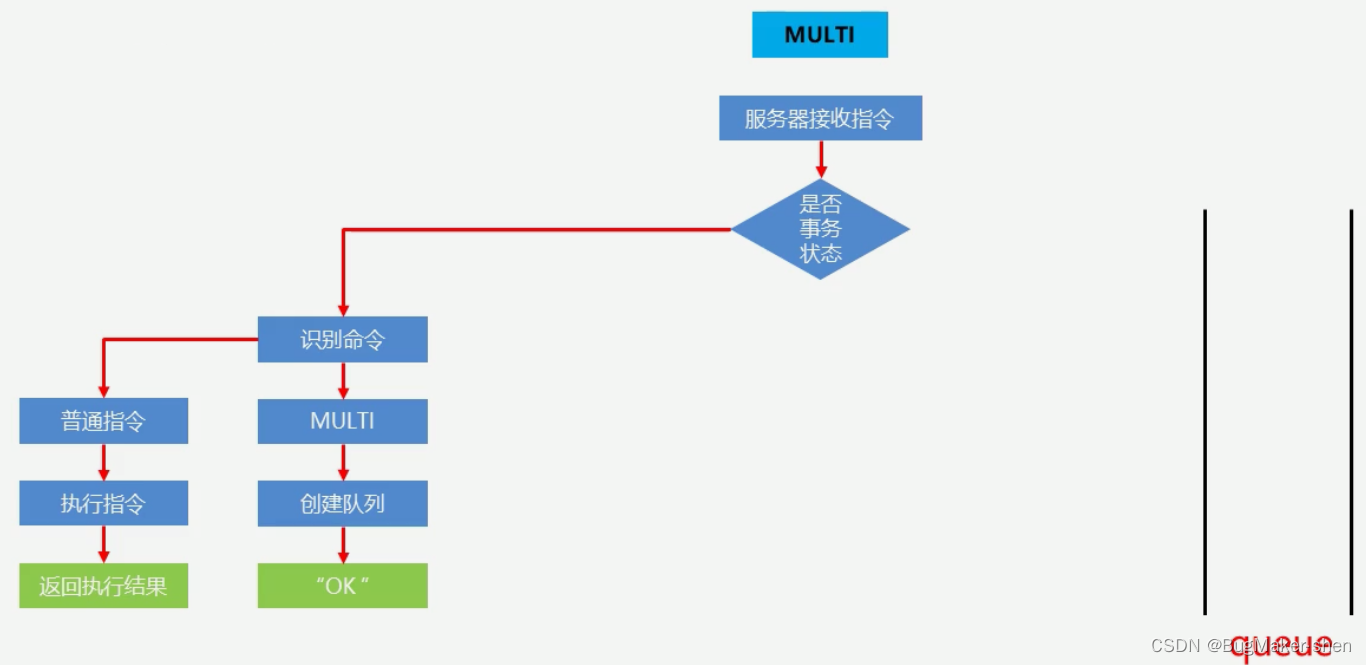 MULTI
服务器接收指令
是否
事务
状态
识别命令
普通指令
MULTI
执行指令
创建队列
返回执行结果
“OK“
queue
CSDN @BugMaker-shen